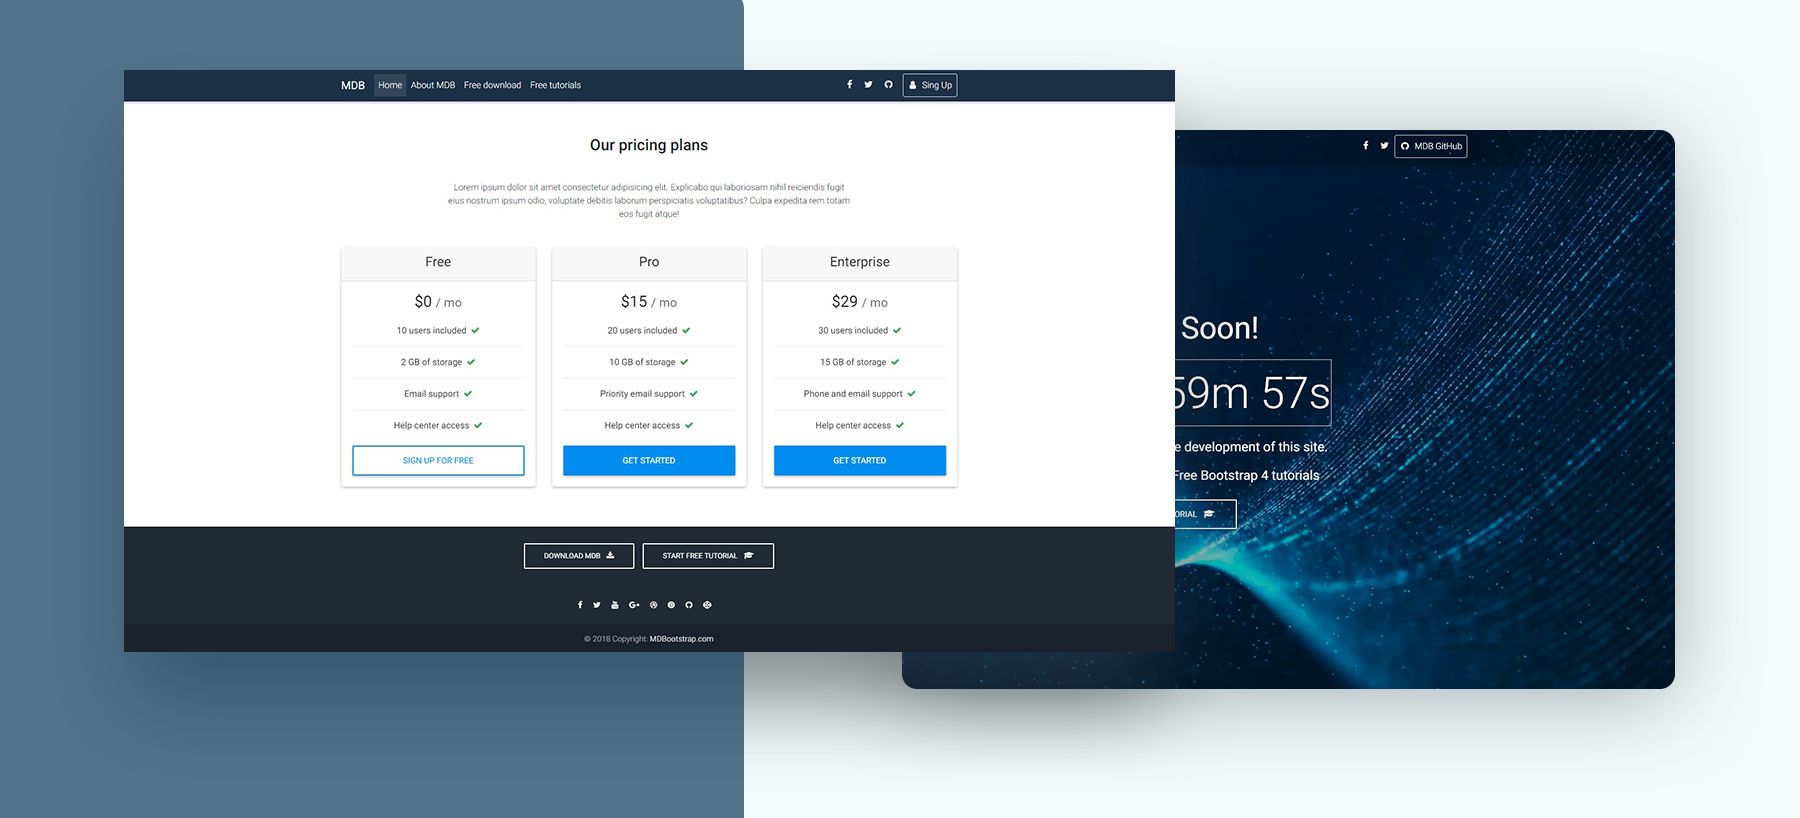 MDB Home About MDB Free download Free tutorials Sing Up
Our pricing plans
Lorem ipsum dolor sit amet consectetur adipisicing elit. Explicabo qui laboriosam nihil reiciendis fugit
eius nostrum ipsum odio, voluptate debitis laborum perspiciatis voluptatibus? Culpa expedita rem totam
eos fugit atque!
Free
$0 / mo
10 users included
2 GB of storage
Email support
Help center access
SIGN UP FOR FREE
Pro
$15 / mo
20 users included
10 GB of storage
Priority email support
Help center access
GET STARTED
Enterprise
$29 / mo
30 users included
15 GB of storage
Phone and email support
Help center access
GET STARTED
DOWNLOAD MDB START FREE TUTORIAL
G+
© 2018 Copyright: MDBootstrap.com
MDB GitHub
Soon!
59m 57s
e development of this site.
Free Bootstrap 4 tutorials
ORIAL